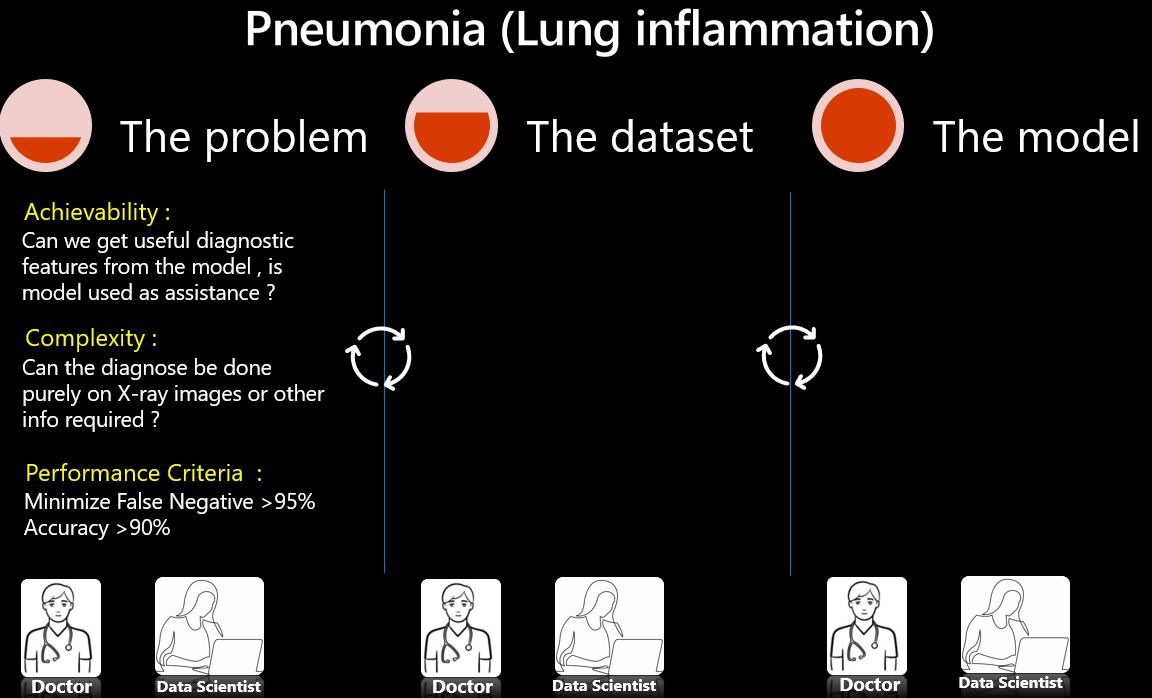 Pneumonia (Lung inflammation)
The problem
The dataset
The model
Achievability :
Can we get useful diagnostic
features from the model , is
model used as assistance ?
Complexity :
Can the diagnose be done
purely on X-ray images or other
info required ?
Performance Criteria  :
Minimize False Negative >95%
Accuracy >90%
Doctor
Data Scientist
Doctor
Data Scientist
Doctor
Data Scientist